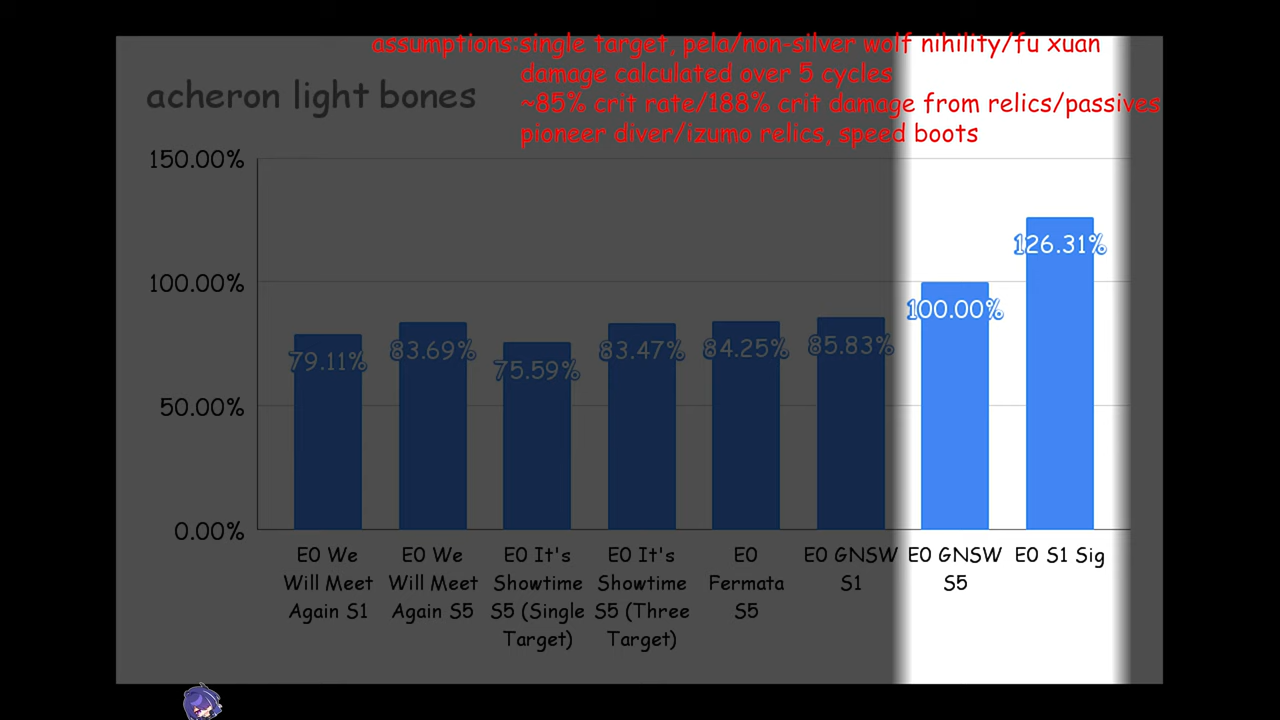 assumptions:single target, pela/non-silver wolf nihility/fu xuan
damage calculated over 5 cycles
~85% crit rate/188% crit damage from relics/passives
pioneer diver/izumo relics, speed boots
acheron light bones
150.00%
100.00%
50.00%
0.00%
79.11%
83.69%
75.59%
83.47%
84.25%
85.83%
100.00%
126.31%
E0 We
Will Meet
Again S1
E0 We
Will Meet
Again S5
E0 It's
Showtime
S5 (Single
Target)
E0 It's
Showtime
S5 (Three
Target)
E0
Fermata
S5
E0 GNSW
S1
E0 GNSW
S5
E0 S1 Sig